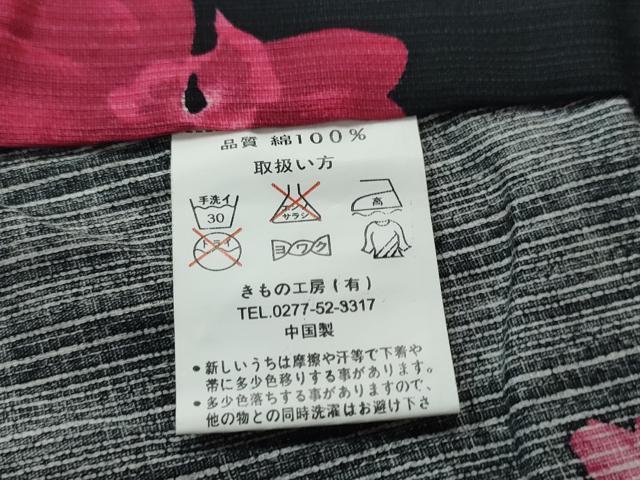 品質 綿100%
取扱い方
手洗イ
30
エンソ
サラシ
高
ドライ
ヨワク
きもの工房(有)
TEL.0277-52-3317
中国製
•新しいうちは摩擦や汗等で下着や
帯に多少色移りする事があります。
•多少色落ちする事がありますので、
他の物との同時洗濯はお避け下さ